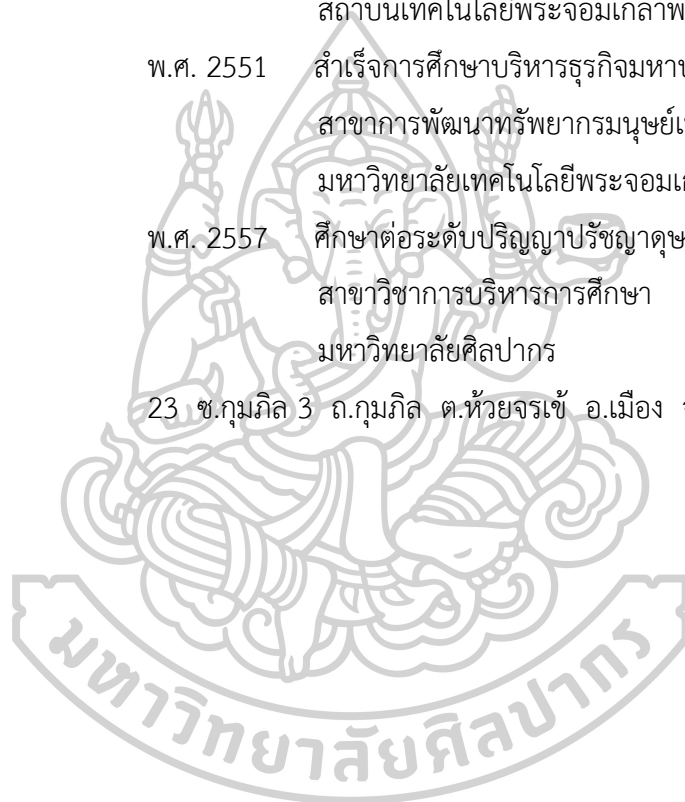 สถาบันเทคโนโลยีพระจอมเกล้าพ
พ.ศ. 2551 สำเร็จการศึกษาบริหารธุรกิจมหาบ
สาขาการพัฒนาทรัพยากรมนุษย์เ
มหาวิทยาลัยเทคโนโลยีพระจอมเก
พ.ศ. 2557 ศึกษาต่อระดับปริญญาปรัชญาดุษ
สาขาวิชาการบริหารการศึกษา
มหาวิทยาลัยศิลปากร
23 ซ.กุมภิล 3 ถ.กุมภิล ต.ห้วยจรเข้ อ.เมือง จ
มหาวิทยาลัยศิลปากร